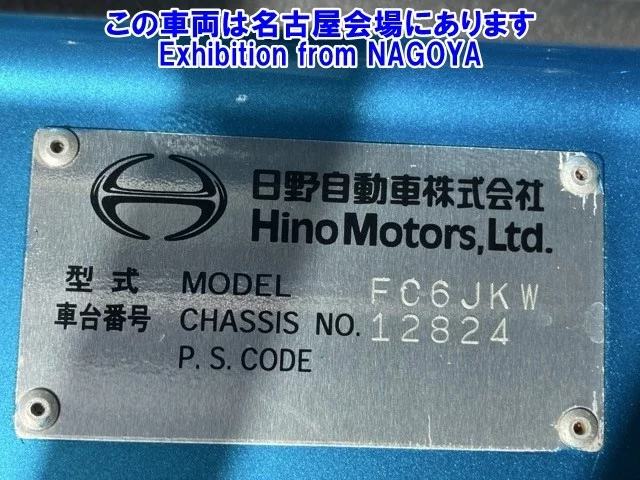 この車両は名古屋会場にあります
Exhibition from NAGOYA
日野自動車株式会社
Hino Motors, Ltd.
型式 MODEL FC6JKW
車台番号 CHASSIS NO. 12824
P.S.CODE